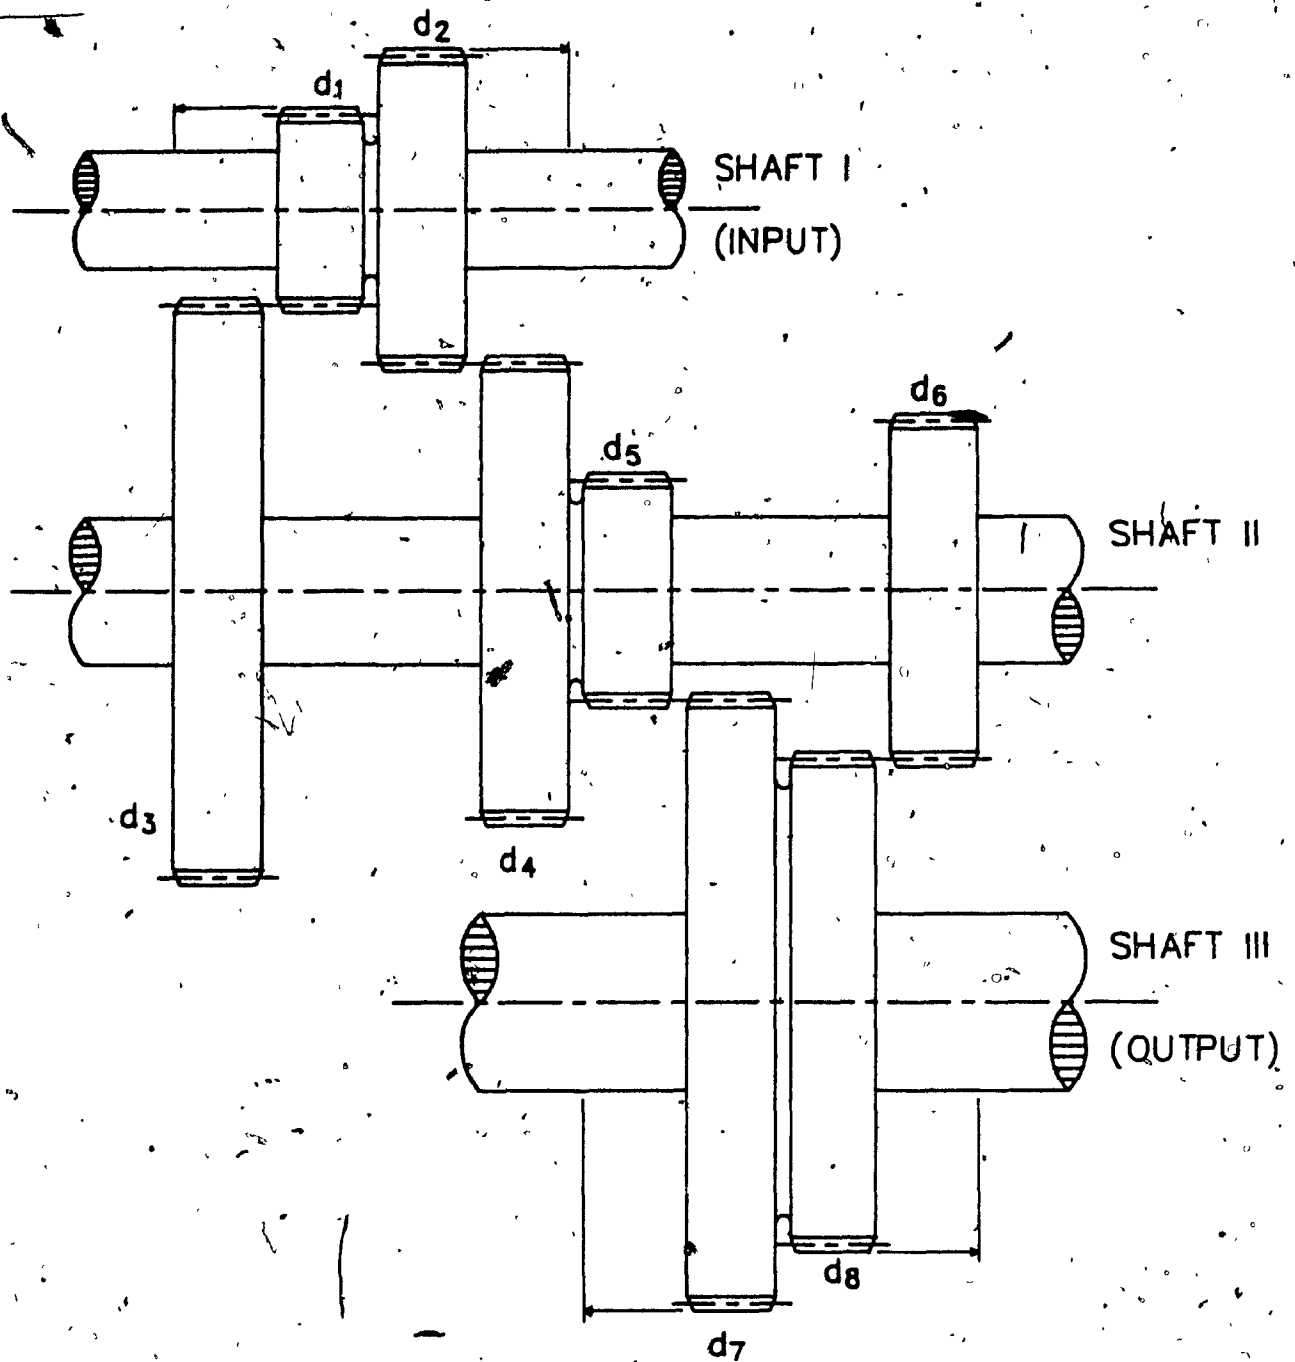 d2
d1
SHAFT I
(INPUT)
d6
d5
SHAFT II
d3
d4
SHAFT III
(OUTPUT)
d8
d7